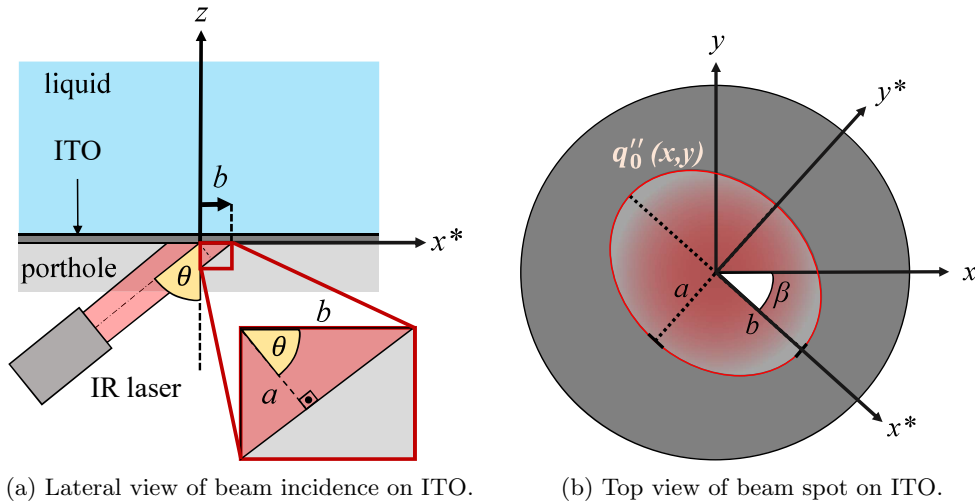 z
liquid
ITO
b
x*
porthole
θ
b
θ
a
IR laser
(a) Lateral view of beam incidence on ITO.
y
y*
q₀″(x,y)
x
a
β
b
x*
(b) Top view of beam spot on ITO.